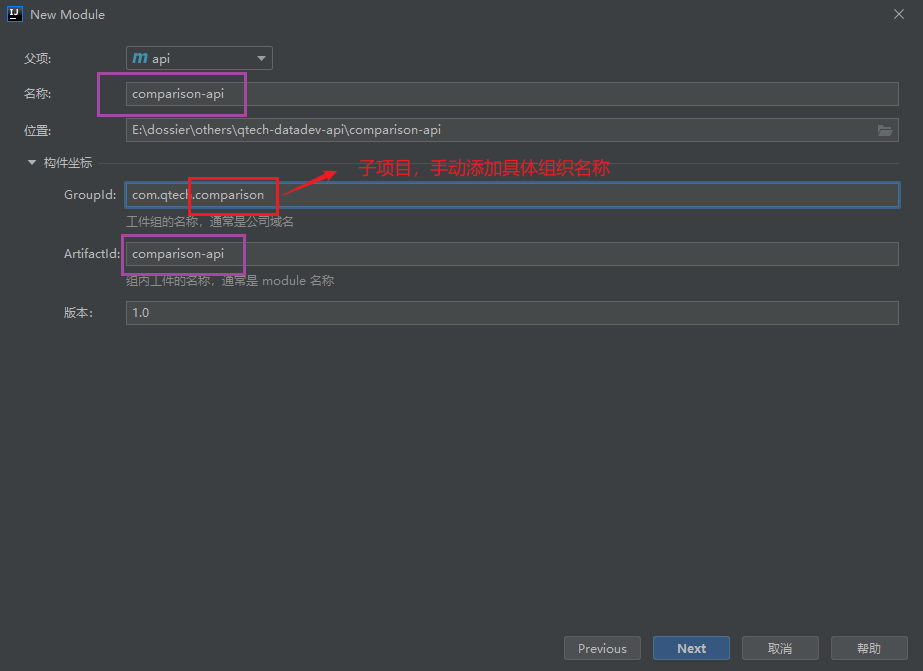 New Module
父项:
m api
名称:
comparison-api
位置:
E:\dossier\others\qtech-datadev-api\comparison-api
构件坐标
子项目，手动添加具体组织名称
GroupId:
com.qtech.comparison
工件组的名称，通常是公司域名
ArtifactId:
comparison-api
组内工件的名称，通常是 module 名称
版本:
1.0
Previous
Next
取消
帮助